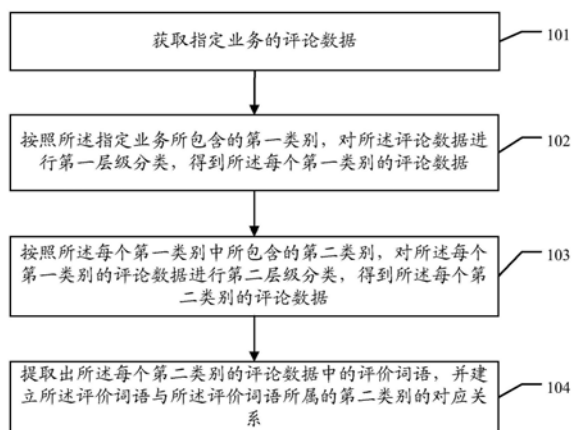 获取指定业务的评论数据
101
按照所述指定业务所包含的第一类别，对所述评论数据进
行第一层级分类，得到所述每个第一类别的评论数据
102
按照所述每个第一类别中所包含的第二类别，对所述每个
第一类别的评论数据进行第二层级分类，得到所述每个第
二类别的评论数据
103
提取出所述每个第二类别的评论数据中的评价词语，并建
立所述评价词语与所述评价词语所属的第二类别的对应关
系
104